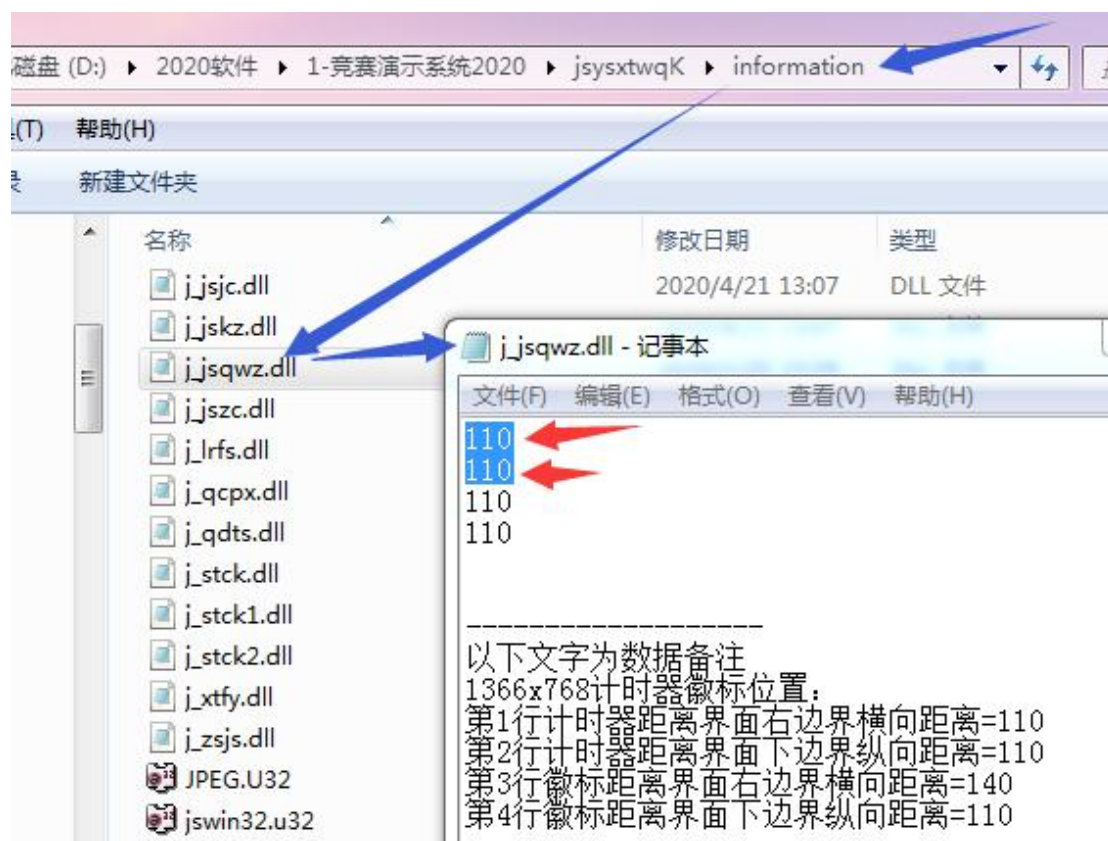 磁盘 (D:) ▸ 2020软件 ▸ 1-竞赛演示系统2020 ▸ jsysxtwqK ▸ information
(T) 帮助(H)
新建文件夹
名称 修改日期 类型
j_jsjc.dll 2020/4/21 13:07 DLL 文件
j_jskz.dll
j_jsqwz.dll
j_jszc.dll
j_lrfs.dll
j_qcpx.dll
j_qdts.dll
j_stck.dll
j_stck1.dll
j_stck2.dll
j_xtfy.dll
j_zsjs.dll
JPEG.U32
jswin32.u32
j_jsqwz.dll - 记事本
文件(F) 编辑(E) 格式(O) 查看(V) 帮助(H)
110
110
110
110
--------------------
以下文字为数据备注
1366x768计时器徽标位置:
第1行计时器距离界面右边界横向距离=110
第2行计时器距离界面下边界纵向距离=110
第3行徽标距离界面右边界横向距离=140
第4行徽标距离界面下边界纵向距离=110